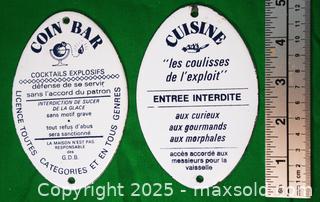 COIN BAR
COCKTAILS EXPLOSIFS
défense de se servir
sans l'accord du patron
INTERDICTION DE SUCER
DE LA GLACE
sans motif grave
tout refus d'abus
sera sanctionné
LA MAISON N'EST PAS
RESPONSABLE
des
G.D.B.
LICENCE TOUTES CATÉGORIES ET EN TOUS GENRES
CUISINE
"les coulisses
de l'exploit"
ENTREE INTERDITE
aux curieux
aux gourmands
aux morphales
accès accordé aux
messieurs pour la
vaisselle
Copyright © 2025 - maxsold.com